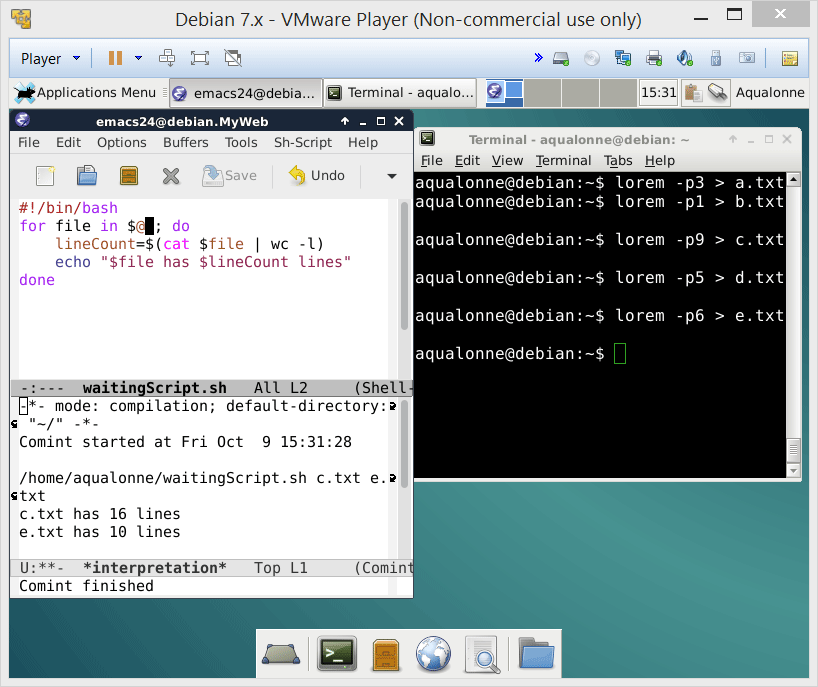 Debian 7.x - VMware Player (Non-commercial use only)
Player
Applications Menu
emacs24@debia...
Terminal - aqualo...
15:31
Aqualonne
emacs24@debian.MyWeb
File Edit Options Buffers Tools Sh-Script Help
Save Undo
#!/bin/bash
for file in $@ ; do
    lineCount=$(cat $file | wc -l)
    echo "$file has $lineCount lines"
done
-:--- waitingScript.sh All L2 (Shell-
-*- mode: compilation; default-directory:
"~/" -*-
Comint started at Fri Oct  9 15:31:28
/home/aqualonne/waitingScript.sh c.txt e.
txt
c.txt has 16 lines
e.txt has 10 lines
U:**- *interpretation* Top L1 (Comint
Comint finished
Terminal - aqualonne@debian: ~
File Edit View Terminal Tabs Help
aqualonne@debian:~$ lorem -p3 > a.txt
aqualonne@debian:~$ lorem -p1 > b.txt
aqualonne@debian:~$ lorem -p9 > c.txt
aqualonne@debian:~$ lorem -p5 > d.txt
aqualonne@debian:~$ lorem -p6 > e.txt
aqualonne@debian:~$